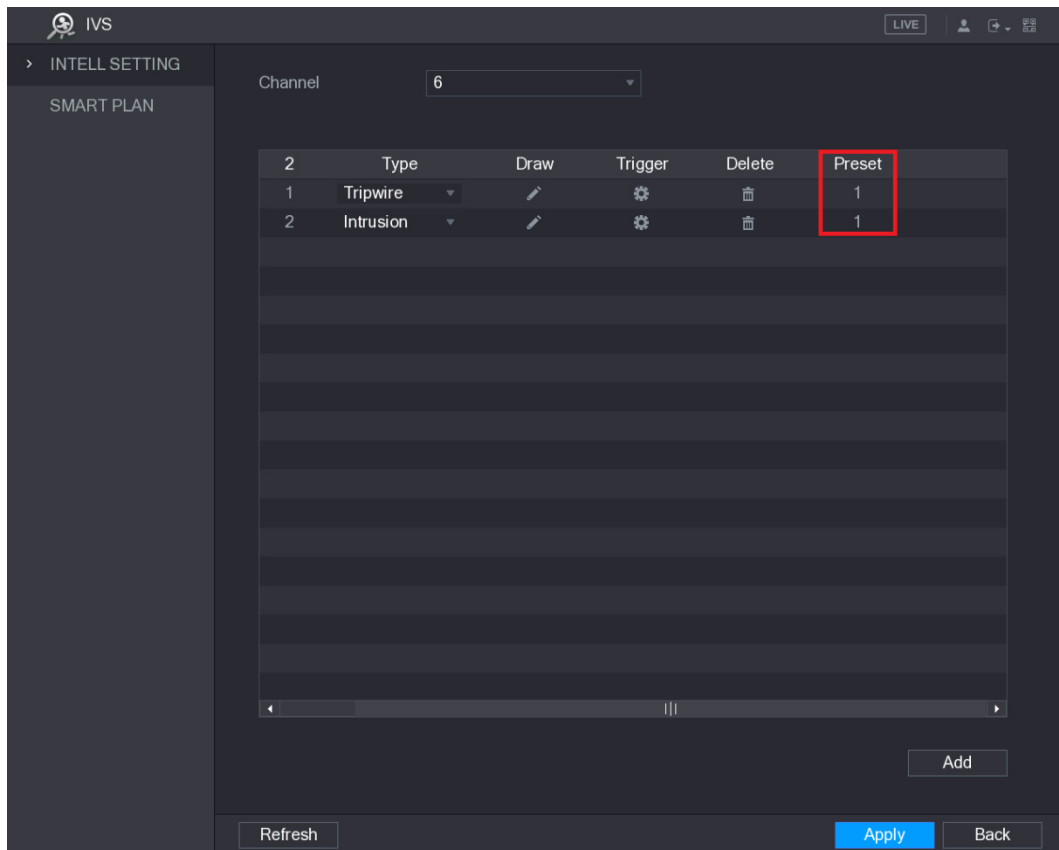 IVS LIVE
INTELL SETTING
SMART PLAN
Channel 6
2 Type Draw Trigger Delete Preset
1 Tripwire 1
2 Intrusion 1
Add
Refresh Apply Back